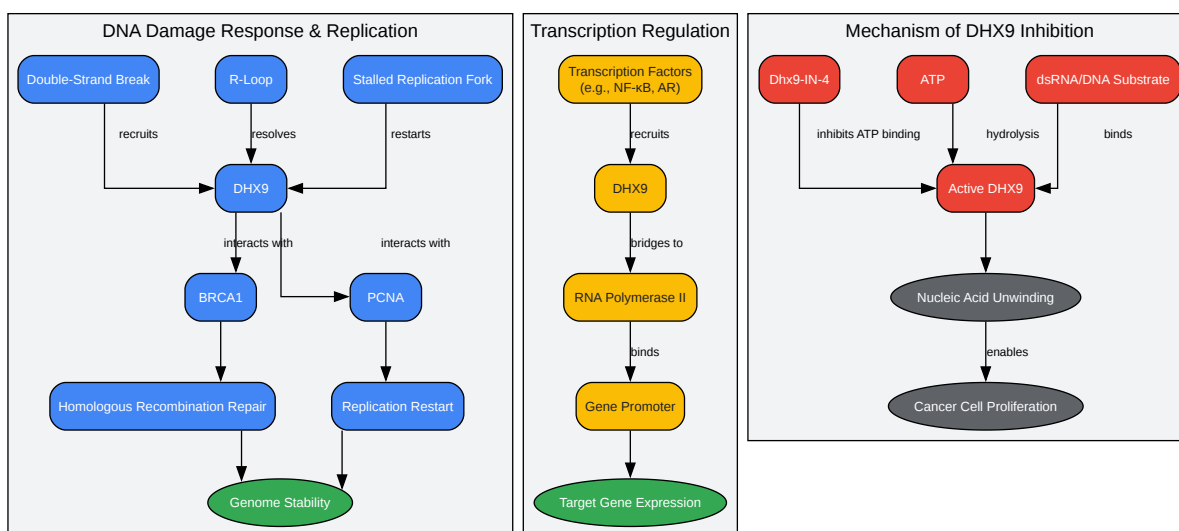 DNA Damage Response & Replication
Double-Strand Break
R-Loop
Stalled Replication Fork
recruits
resolves
restarts
DHX9
interacts with
interacts with
BRCA1
PCNA
Homologous Recombination Repair
Replication Restart
Genome Stability
Transcription Regulation
Transcription Factors
(e.g., NF-κB, AR)
recruits
DHX9
bridges to
RNA Polymerase II
binds
Gene Promoter
Target Gene Expression
Mechanism of DHX9 Inhibition
Dhx9-IN-4
ATP
dsRNA/DNA Substrate
inhibits ATP binding
hydrolysis
binds
Active DHX9
Nucleic Acid Unwinding
enables
Cancer Cell Proliferation